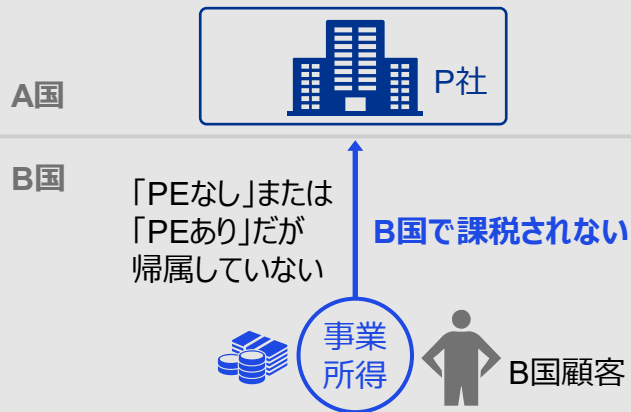 P社
A国
B国
「PEなし」または
「PEあり」だが
帰属していない
B国で課税されない
事業
所得
B国顧客